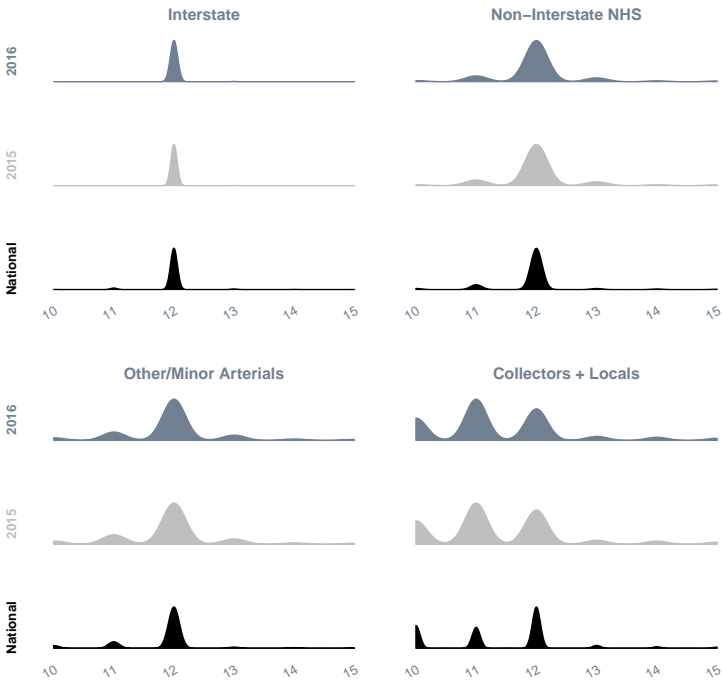 Interstate
Non−Interstate NHS
2016
2015
National
10 11 12 13 14 15
10 11 12 13 14 15
Other/Minor Arterials
Collectors + Locals
2016
2015
National
10 11 12 13 14 15
10 11 12 13 14 15